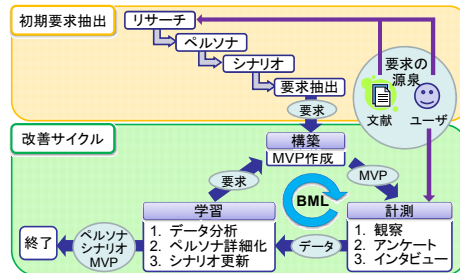 初期要求抽出
リサーチ
ペルソナ
シナリオ
要求抽出
要求の
源泉
文献
ユーザ
要求
改善サイクル
構築
MVP作成
要求
MVP
BML
学習
1. データ分析
2. ペルソナ詳細化
3. シナリオ更新
計測
1. 観察
2. アンケート
3. インタビュー
データ
ペルソナ
シナリオ
MVP
終了